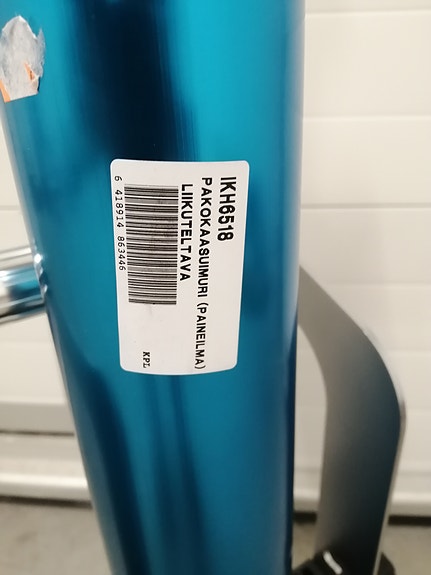 IKH6518
PAKOKAASUIMURI (PAINEILMA)
LIIKUTELTAVA
6 418914 863446
KPL